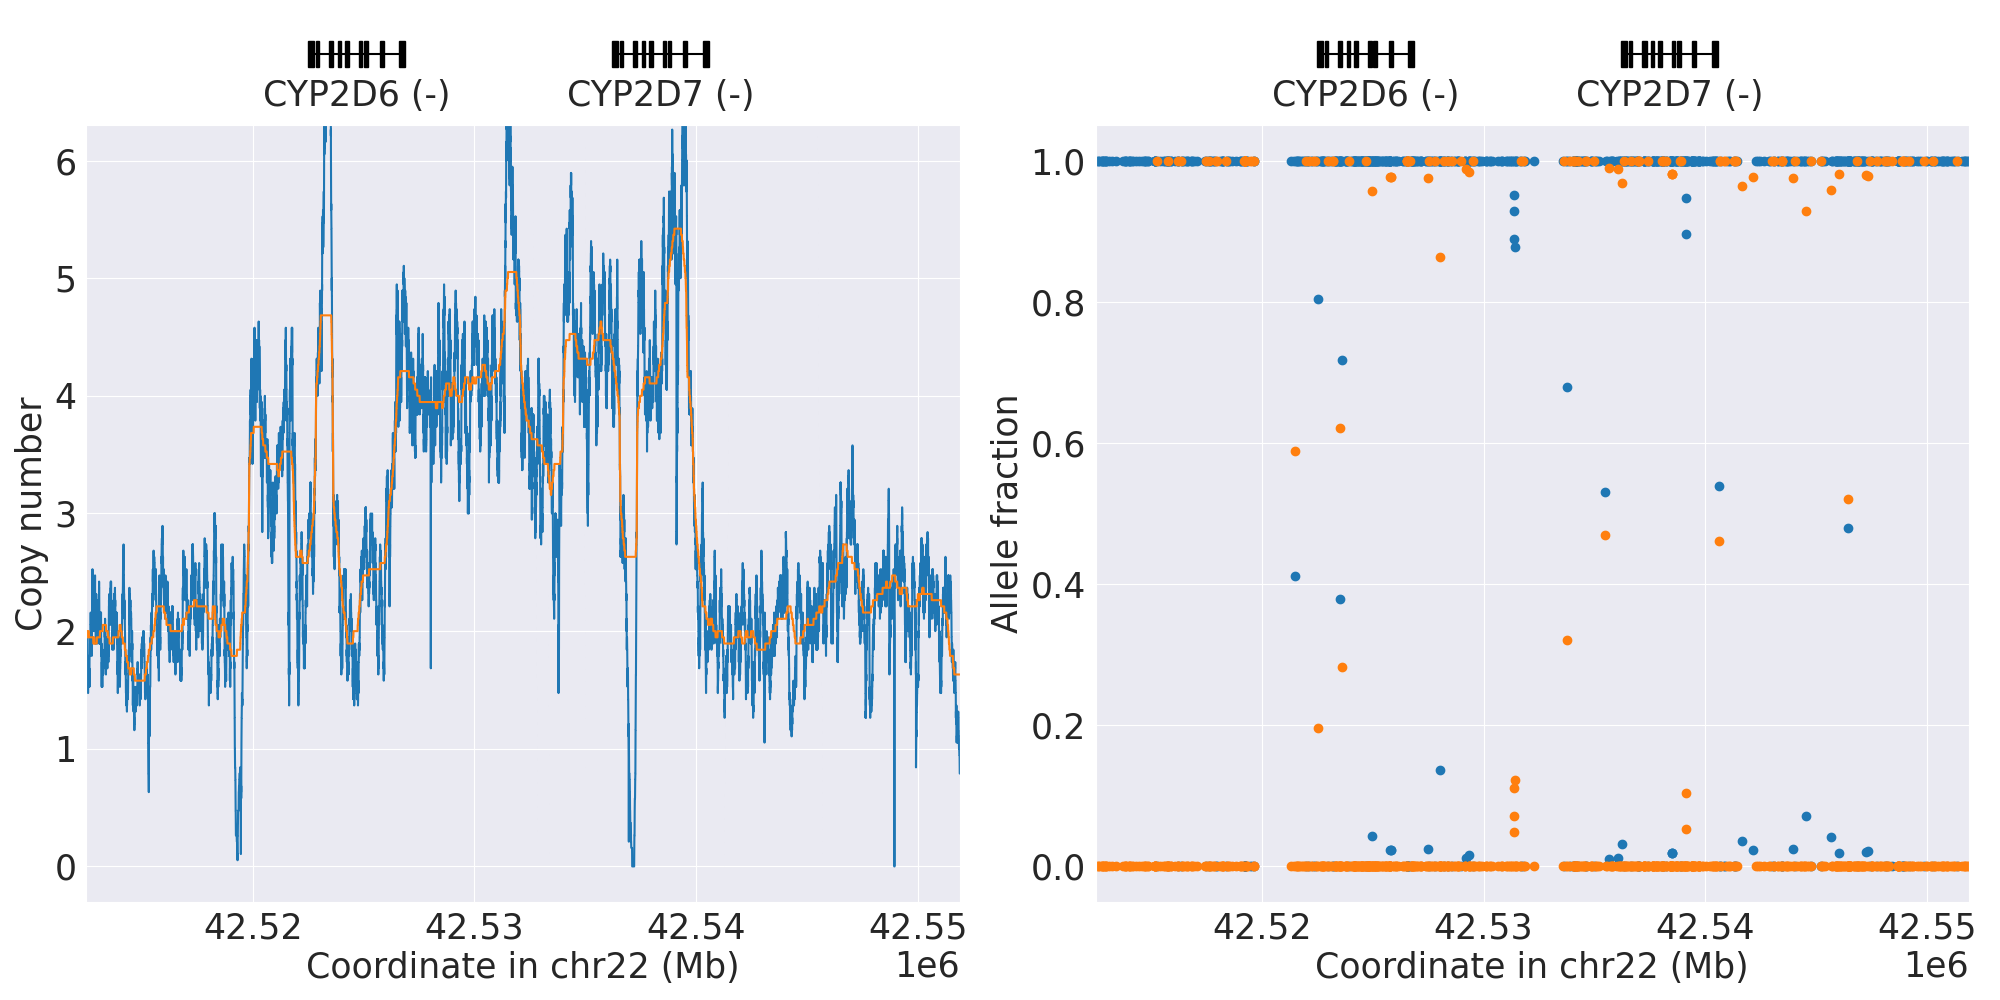 CYP2D6 (-) CYP2D7 (-)
6
5
4
3
2
1
0
Copy number
42.52 42.53 42.54 42.55
Coordinate in chr22 (Mb)
1e6
CYP2D6 (-) CYP2D7 (-)
1.0
0.8
0.6
0.4
0.2
0.0
Allele fraction
42.52 42.53 42.54 42.55
Coordinate in chr22 (Mb)
1e6